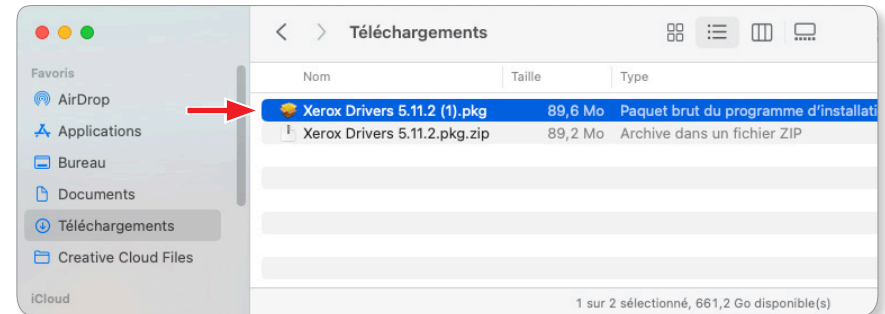 Téléchargements
Favoris
AirDrop
Applications
Bureau
Documents
Téléchargements
Creative Cloud Files
iCloud
Nom Taille Type
Xerox Drivers 5.11.2 (1).pkg 89,6 Mo Paquet brut du programme d'installati
Xerox Drivers 5.11.2.pkg.zip 89,2 Mo Archive dans un fichier ZIP
1 sur 2 sélectionné, 661,2 Go disponible(s)